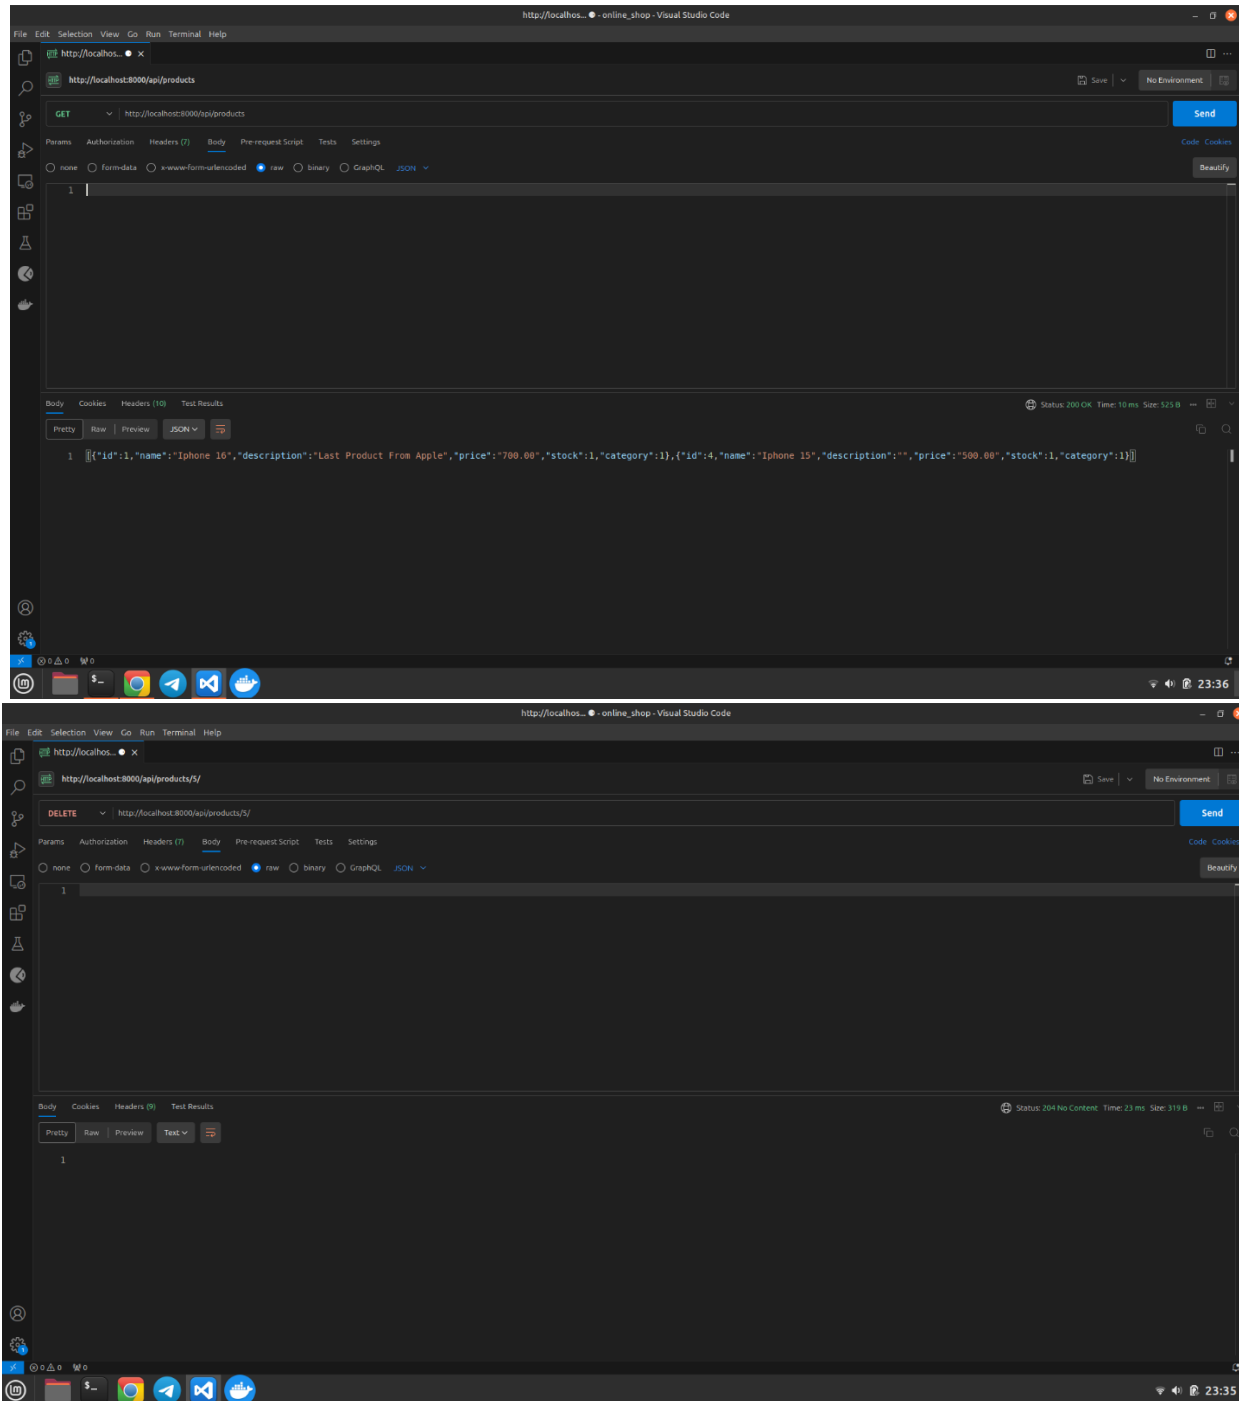 http://localhos... ● - online_shop - Visual Studio Code
File Edit Selection View Go Run Terminal Help
http://localhos... ●
http://localhost:8000/api/products
Save
No Environment
GET
http://localhost:8000/api/products
Send
Params Authorization Headers (7) Body Pre-request Script Tests Settings
Code Cookies
none form-data x-www-form-urlencoded raw binary GraphQL JSON
Beautify
1
Body Cookies Headers (10) Test Results
Status: 200 OK Time: 10 ms Size: 525 B
Pretty Raw Preview JSON
1 [{"id":1,"name":"Iphone 16","description":"Last Product From Apple","price":"700.00","stock":1,"category":1},{"id":4,"name":"Iphone 15","description":"","price":"500.00","stock":1,"category":1}]
0 0 0
23:36
http://localhos... ● - online_shop - Visual Studio Code
File Edit Selection View Go Run Terminal Help
http://localhos... ●
http://localhost:8000/api/products/5/
Save
No Environment
DELETE
http://localhost:8000/api/products/5/
Send
Params Authorization Headers (7) Body Pre-request Script Tests Settings
Code Cookies
none form-data x-www-form-urlencoded raw binary GraphQL JSON
Beautify
1
Body Cookies Headers (9) Test Results
Status: 204 No Content Time: 23 ms Size: 319 B
Pretty Raw Preview Text
1
0 0 0
23:35